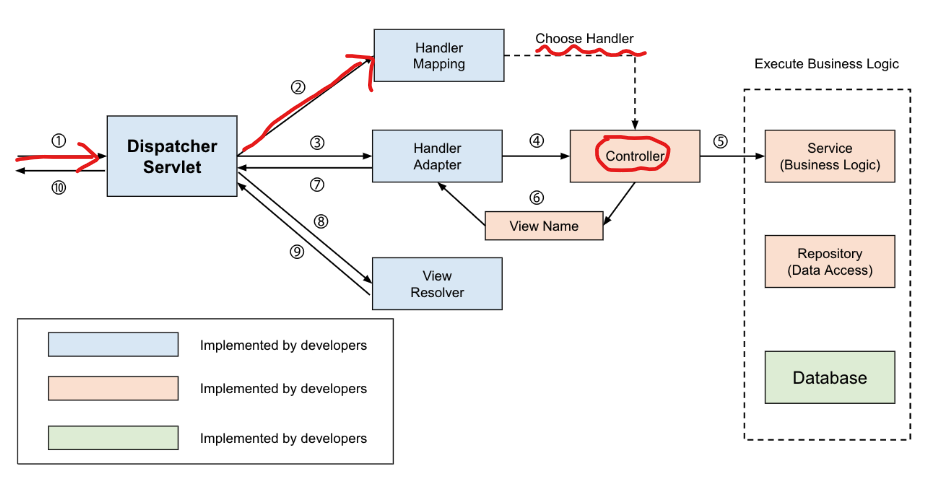 Choose Handler
Handler
Mapping
Execute Business Logic
②
①
Dispatcher
Servlet
③
Handler
Adapter
④
Controller
⑤
Service
(Business Logic)
⑦
⑩
⑥
View Name
⑧
⑨
View
Resolver
Repository
(Data Access)
Implemented by developers
Implemented by developers
Implemented by developers
Database